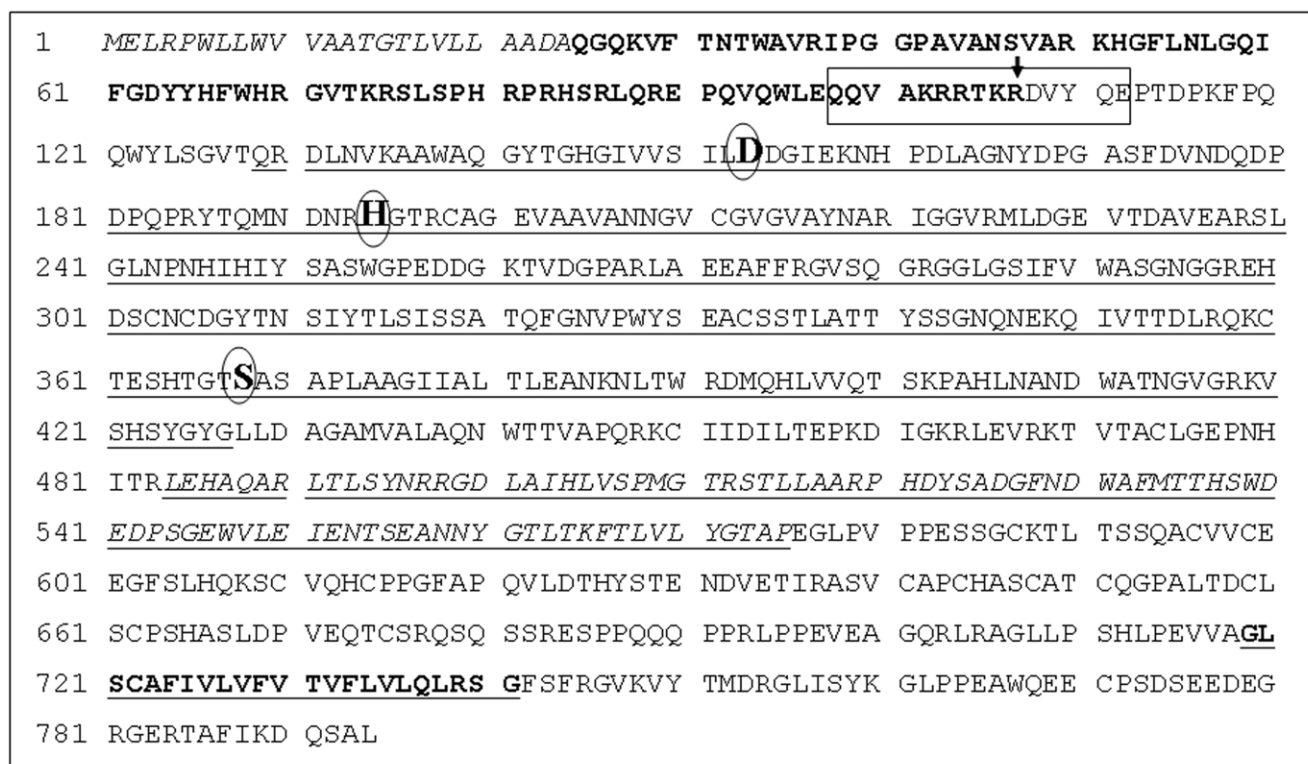 1 MELRPWLLWV VAATGTLVLL AADAQGQKVF TNTWAVRIPG GPAVANSVAR KHGFLNLGQI
61 FGDYYHFWHR GVTKRSLSPH RPRHSRLQRE PQVQWLEQQV AKRRTKRDVY QEPTDPKFPQ
121 QWYLSGVTQR DLNVKAAWAQ GYTGHGIVVS ILDDGIEKNH PDLAGNYDPG ASFDVNDQDP
181 DPQPRYTQMN DNRHGTRCAG EVAAVANNGV CGVGVAYNAR IGGVRMLDGE VTDAVEARSL
241 GLNPNHIHIY SASWGPEDDG KTVDGPARLA EEAFFRGVSQ GRGGLGSIFV WASGNGGREH
301 DSCNCDGYTN SIYTLSISSA TQFGNVPWYS EACSSTLATT YSSGNQNEKQ IVTTDLRQKC
361 TESHTGTSAS APLAAGIIAL TLEANKNLTW RDMQHLVVQT SKPAHLNAND WATNGVGRKV
421 SHSYGYGLLD AGAMVALAQN WTTVAPQRKC IIDILTEPKD IGKRLEVRKT VTACLGEPNH
481 ITRLEHAQAR LTLSYNRRGD LAIHLVSPMG TRSTLLAARP HDYSADGFND WAFMTTHSWD
541 EDPSGEWVLE IENTSEANNY GTLTKFTLVL YGTAPEGLPV PPESSGCKTL TSSQACVVCE
601 EGFSLHQKSC VQHCPPGFAP QVLDTHYSTE NDVETIRASV CAPCHASCAT CQGPALTDCL
661 SCPSHASLDP VEQTCSRQSQ SSRESPPQQQ PPRLPPEVEA GQRLRAGLLP SHLPEVVAGL
721 SCAFIVLVFV TVFLVLQLRS GFSFRGVKVY TMDRGLISYK GLPPEAWQEE CPSDSEEDEG
781 RGERTAFIKD QSAL